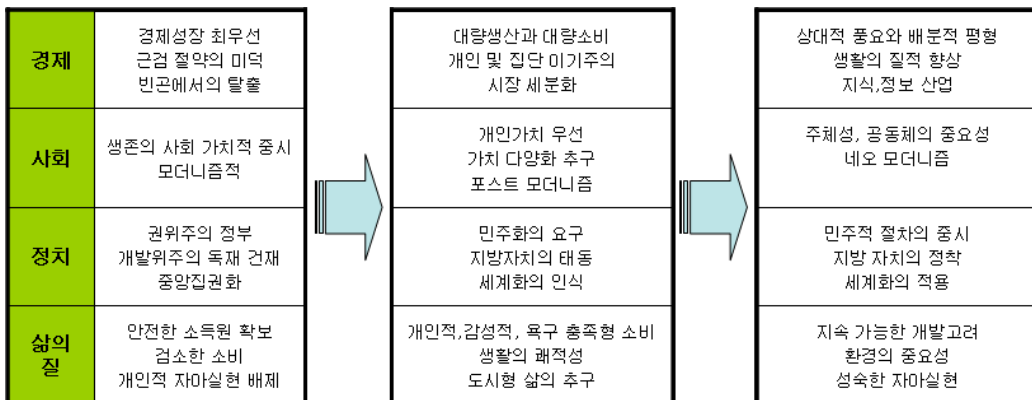 경제
경제성장 최우선
근검 절약의 미덕
빈곤에서의 탈출
대량생산과 대량소비
개인 및 집단 이기주의
시장 세분화
상대적 풍요와 배분적 평형
생활의 질적 향상
지식,정보 산업
사회
생존의 사회 가치적 중시
모더니즘적
개인가치 우선
가치 다양화 추구
포스트 모더니즘
주체성, 공동체의 중요성
네오 모더니즘
정치
권위주의 정부
개발위주의 독재 건재
중앙집권화
민주화의 요구
지방자치의 태동
세계화의 인식
민주적 절차의 중시
지방 자치의 정착
세계화의 적용
삶의
질
안전한 소득원 확보
검소한 소비
개인적 자아실현 배제
개인적,감성적, 욕구 충족형 소비
생활의 쾌적성
도시형 삶의 추구
지속 가능한 개발고려
환경의 중요성
성숙한 자아실현